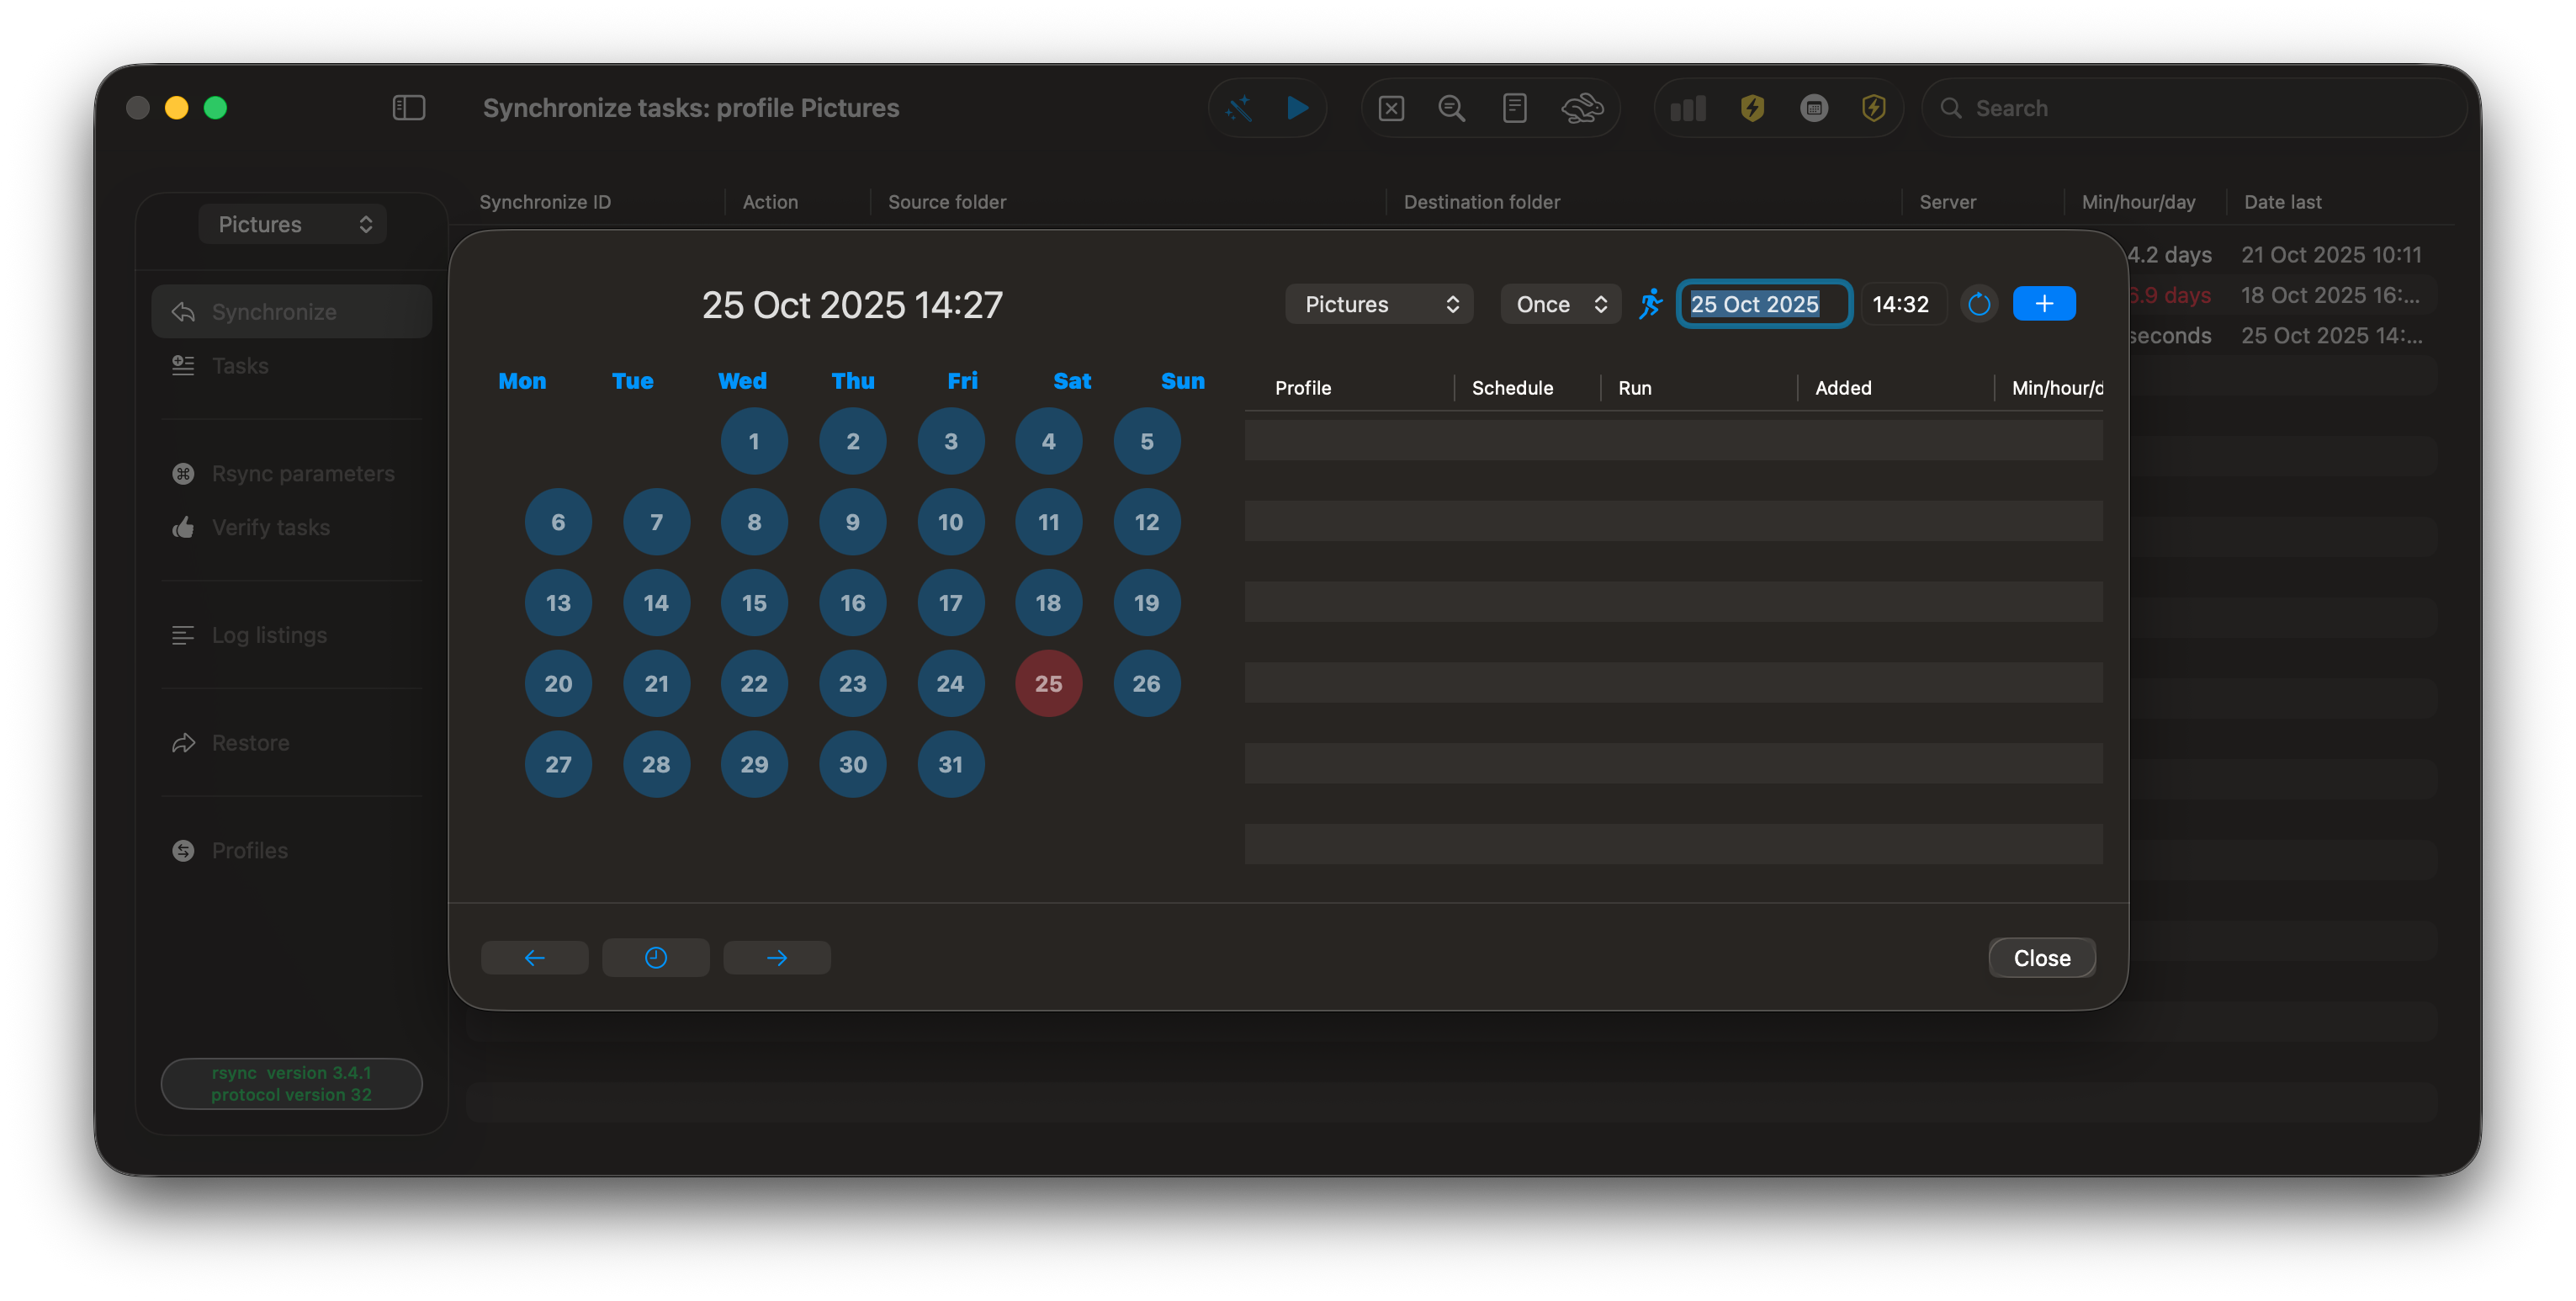 Synchronize tasks: profile Pictures
Search
Pictures
Synchronize
Tasks
Rsync parameters
Verify tasks
Log listings
Restore
Profiles
rsync version 3.4.1
protocol version 32
Synchronize ID Action Source folder Destination folder Server Min/hour/day Date last
4.2 days 21 Oct 2025 10:11
6.9 days 18 Oct 2025 16:...
seconds 25 Oct 2025 14:...
25 Oct 2025 14:27
Pictures Once 25 Oct 2025 14:32
Mon Tue Wed Thu Fri Sat Sun
1 2 3 4 5
6 7 8 9 10 11 12
13 14 15 16 17 18 19
20 21 22 23 24 25 26
27 28 29 30 31
Profile Schedule Run Added Min/hour/d
Close